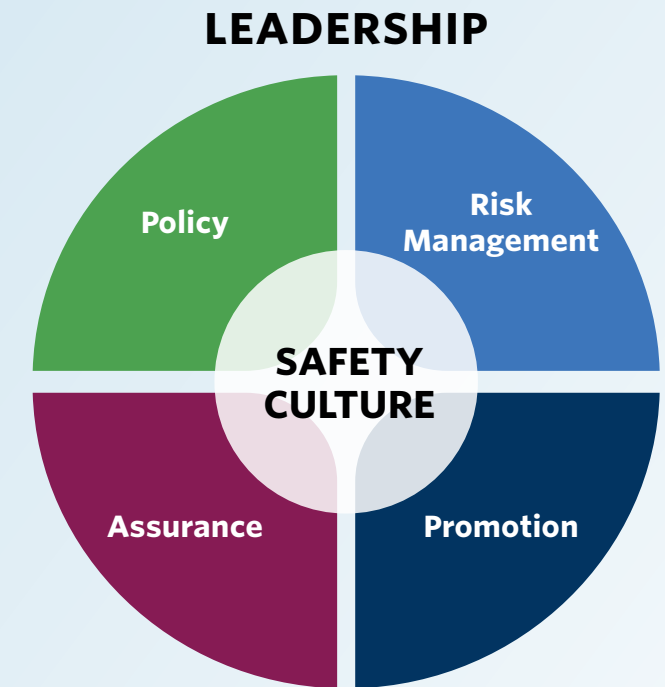 LEADERSHIP
Policy
Risk
Management
SAFETY
CULTURE
Assurance
Promotion